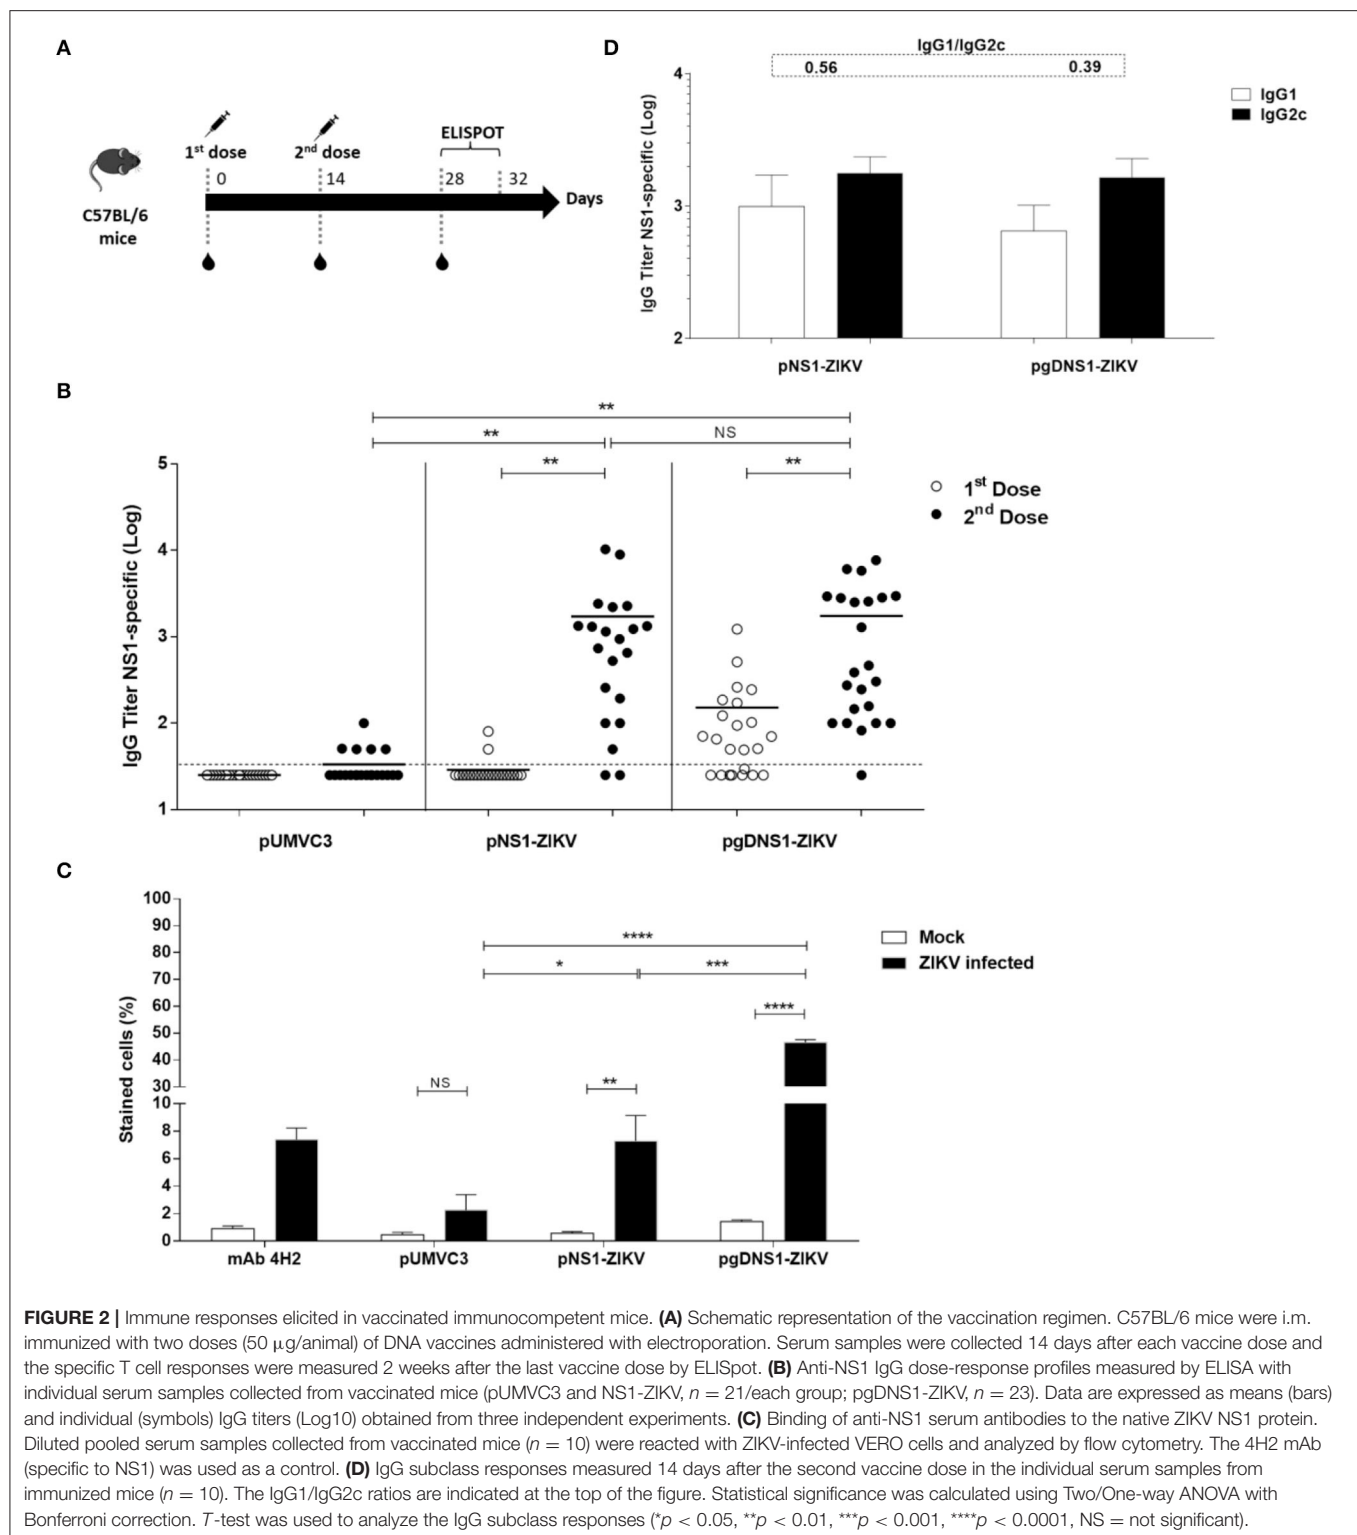 A
1st dose
2nd dose
ELISPOT
0
14
28
32
Days
C57BL/6
mice
D
IgG1/IgG2c
0.56
0.39
IgG1
IgG2c
IgG Titer NS1-specific (Log)
4
3
2
pNS1-ZIKV
pgDNS1-ZIKV
B
**
**
NS
**
**
1st Dose
2nd Dose
IgG Titer NS1-specific (Log)
5
4
3
2
1
pUMVC3
pNS1-ZIKV
pgDNS1-ZIKV
C
Stained cells (%)
100
90
80
70
60
50
40
30
10
8
6
4
2
0
****
*
***
****
NS
**
Mock
ZIKV infected
mAb 4H2
pUMVC3
pNS1-ZIKV
pgDNS1-ZIKV
FIGURE 2 | Immune responses elicited in vaccinated immunocompetent mice. (A) Schematic representation of the vaccination regimen. C57BL/6 mice were i.m.
immunized with two doses (50 μg/animal) of DNA vaccines administered with electroporation. Serum samples were collected 14 days after each vaccine dose and
the specific T cell responses were measured 2 weeks after the last vaccine dose by ELISpot. (B) Anti-NS1 IgG dose-response profiles measured by ELISA with
individual serum samples collected from vaccinated mice (pUMVC3 and NS1-ZIKV, n = 21/each group; pgDNS1-ZIKV, n = 23). Data are expressed as means (bars)
and individual (symbols) IgG titers (Log10) obtained from three independent experiments. (C) Binding of anti-NS1 serum antibodies to the native ZIKV NS1 protein.
Diluted pooled serum samples collected from vaccinated mice (n = 10) were reacted with ZIKV-infected VERO cells and analyzed by flow cytometry. The 4H2 mAb
(specific to NS1) was used as a control. (D) IgG subclass responses measured 14 days after the second vaccine dose in the individual serum samples from
immunized mice (n = 10). The IgG1/IgG2c ratios are indicated at the top of the figure. Statistical significance was calculated using Two/One-way ANOVA with
Bonferroni correction. T-test was used to analyze the IgG subclass responses (*p < 0.05, **p < 0.01, ***p < 0.001, ****p < 0.0001, NS = not significant).